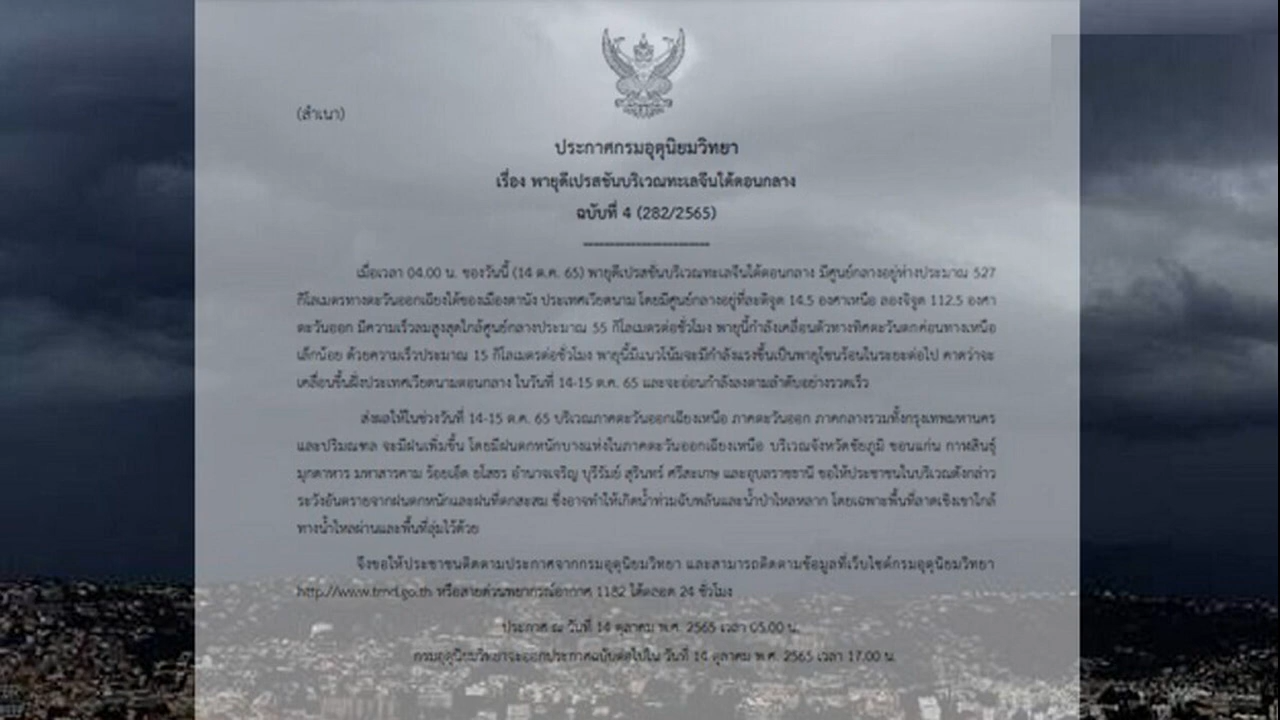 (สำเนา)
ประกาศกรมอุตุนิยมวิทยา
เรื่อง พายุดีเปรสชันบริเวณทะเลจีนใต้ตอนกลาง
ฉบับที่ 4 (282/2565)
------------------------
เมื่อเวลา 04.00 น. ของวันนี้ (14 ต.ค. 65) พายุดีเปรสชันบริเวณทะเลจีนใต้ตอนกลาง มีศูนย์กลางอยู่ห่างประมาณ 527
กิโลเมตรทางตะวันออกเฉียงใต้ของเมืองดานัง ประเทศเวียดนาม โดยมีศูนย์กลางอยู่ที่ละติจูด 14.5 องศาเหนือ ลองจิจูด 112.5 องศา
ตะวันออก มีความเร็วลมสูงสุดใกล้ศูนย์กลางประมาณ 55 กิโลเมตรต่อชั่วโมง พายุนี้กำลังเคลื่อนตัวทางทิศตะวันตกค่อนทางเหนือ
เล็กน้อย ด้วยความเร็วประมาณ 15 กิโลเมตรต่อชั่วโมง พายุนี้มีแนวโน้มจะมีกำลังแรงขึ้นเป็นพายุโซนร้อนในระยะต่อไป คาดว่าจะ
เคลื่อนขึ้นฝั่งประเทศเวียดนามตอนกลาง ในวันที่ 14-15 ต.ค. 65 และจะอ่อนกำลังลงตามลำดับอย่างรวดเร็ว
ส่งผลให้ในช่วงวันที่ 14-15 ต.ค. 65 บริเวณภาคตะวันออกเฉียงเหนือ ภาคตะวันออก ภาคกลางรวมทั้งกรุงเทพมหานคร
และปริมณฑล จะมีฝนเพิ่มขึ้น โดยมีฝนตกหนักบางแห่งในภาคตะวันออกเฉียงเหนือ บริเวณจังหวัดชัยภูมิ ขอนแก่น กาฬสินธุ์
มุกดาหาร มหาสารคาม ร้อยเอ็ด ยโสธร อำนาจเจริญ บุรีรัมย์ สุรินทร์ ศรีสะเกษ และอุบลราชธานี ขอให้ประชาชนในบริเวณดังกล่าว
ระวังอันตรายจากฝนตกหนักและฝนที่ตกสะสม ซึ่งอาจทำให้เกิดน้ำท่วมฉับพลันและน้ำป่าไหลหลาก โดยเฉพาะพื้นที่ลาดเชิงเขาใกล้
ทางน้ำไหลผ่านและพื้นที่ลุ่มไว้ด้วย
จึงขอให้ประชาชนติดตามประกาศจากกรมอุตุนิยมวิทยา และสามารถติดตามข้อมูลที่เว็บไซต์กรมอุตุนิยมวิทยา
http://www.tmd.go.th หรือสายด่วนพยากรณ์อากาศ 1182 ได้ตลอด 24 ชั่วโมง
ประกาศ ณ วันที่ 14 ตุลาคม พ.ศ. 2565 เวลา 05.00 น.
กรมอุตุนิยมวิทยาจะออกประกาศฉบับต่อไปใน วันที่ 14 ตุลาคม พ.ศ. 2565 เวลา 17.00 น.